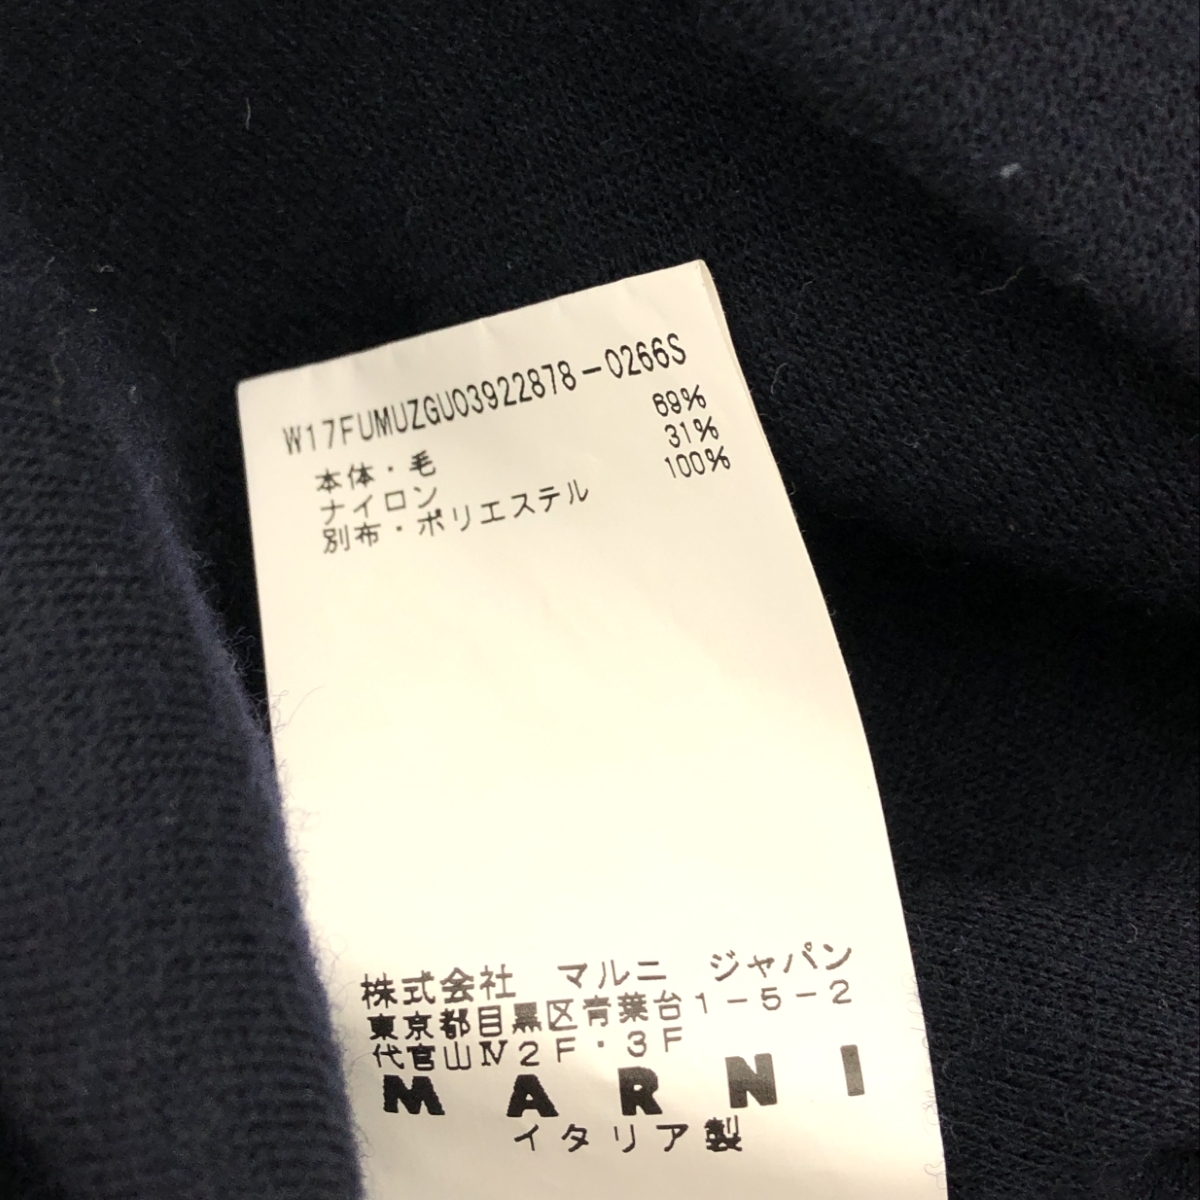 W17FUMUZGU03922878-0266S
本体・毛 69%
ナイロン 31%
別布・ポリエステル 100%
株式会社 マルニ ジャパン
東京都目黒区青葉台1-5-2
代官山Ⅳ2F・3F
MARNI
イタリア製